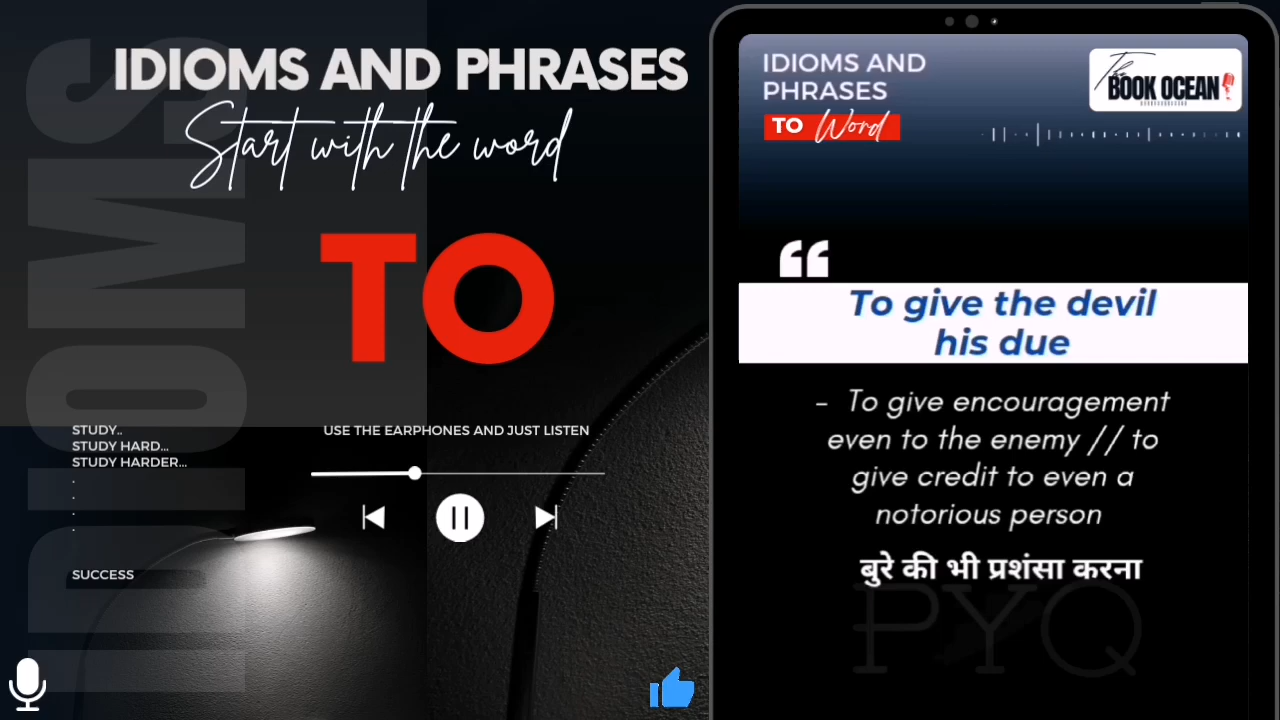 IDIOMS
IDIOMS AND PHRASES
Start with the word
TO
STUDY..
STUDY HARD...
STUDY HARDER...
.
.
.
.
SUCCESS
USE THE EARPHONES AND JUST LISTEN
IDIOMS AND
PHRASES
TO Word
The
BOOK OCEAN
To give the devil
his due
- To give encouragement
even to the enemy // to
give credit to even a
notorious person
बुरे की भी प्रशंसा करना
PYQ